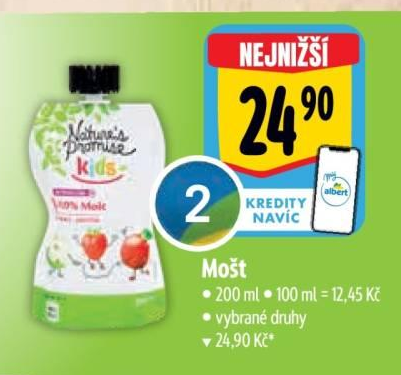 NEJNIŽŠÍ
24 90
Nature's
Promise
kids
100% Mošt
2
KREDITY
NAVÍC
můj
albert
Mošt
• 200 ml • 100 ml = 12,45 Kč
• vybrané druhy
▾ 24,90 Kč*